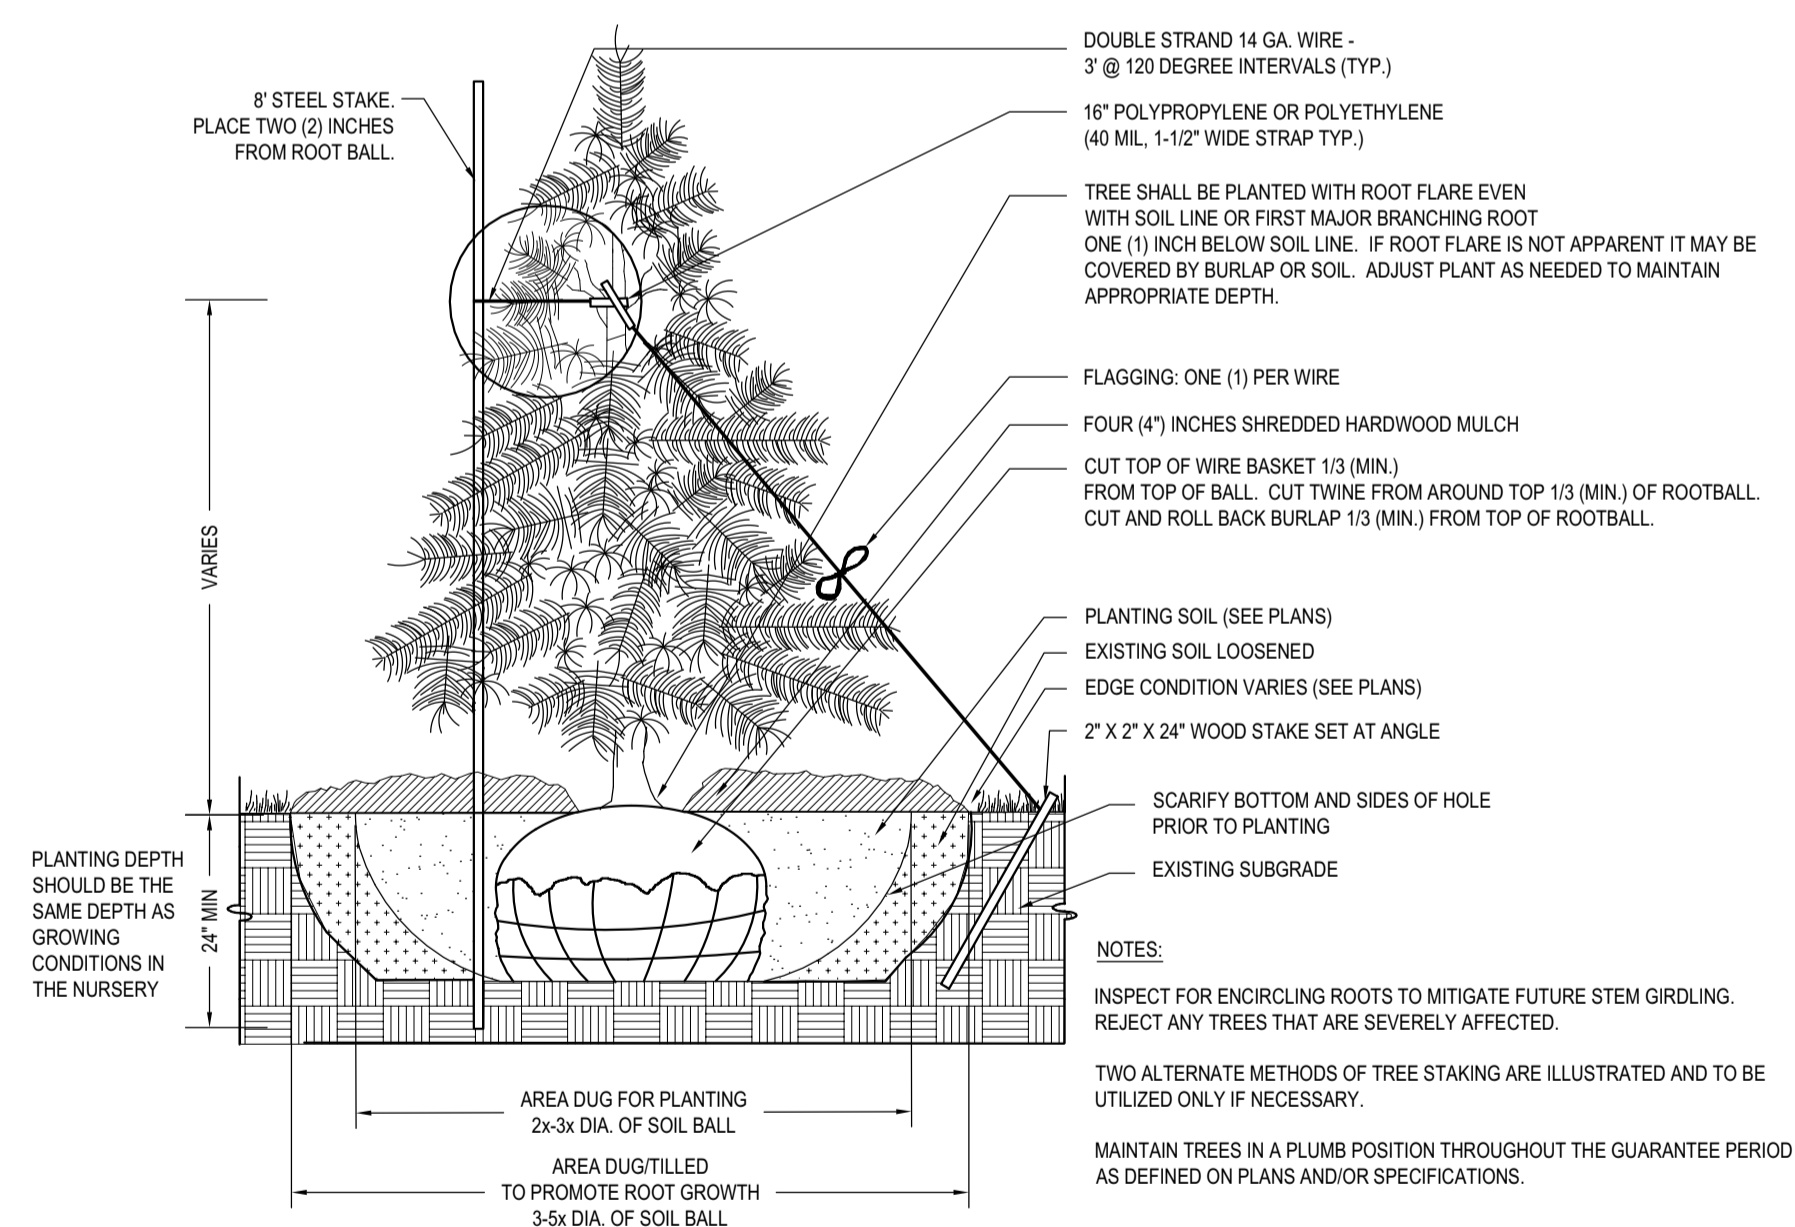 DOUBLE STRAND 14 GA. WIRE -
3' @ 120 DEGREE INTERVALS (TYP.)
8' STEEL STAKE.
PLACE TWO (2) INCHES
FROM ROOT BALL.
16" POLYPROPYLENE OR POLYETHYLENE
(40 MIL, 1-1/2" WIDE STRAP TYP.)
TREE SHALL BE PLANTED WITH ROOT FLARE EVEN
WITH SOIL LINE OR FIRST MAJOR BRANCHING ROOT
ONE (1) INCH BELOW SOIL LINE. IF ROOT FLARE IS NOT APPARENT IT MAY BE
COVERED BY BURLAP OR SOIL. ADJUST PLANT AS NEEDED TO MAINTAIN
APPROPRIATE DEPTH.
FLAGGING: ONE (1) PER WIRE
FOUR (4") INCHES SHREDDED HARDWOOD MULCH
CUT TOP OF WIRE BASKET 1/3 (MIN.)
FROM TOP OF BALL. CUT TWINE FROM AROUND TOP 1/3 (MIN.) OF ROOTBALL.
CUT AND ROLL BACK BURLAP 1/3 (MIN.) FROM TOP OF ROOTBALL.
VARIES
PLANTING SOIL (SEE PLANS)
EXISTING SOIL LOOSENED
EDGE CONDITION VARIES (SEE PLANS)
2" X 2" X 24" WOOD STAKE SET AT ANGLE
SCARIFY BOTTOM AND SIDES OF HOLE
PRIOR TO PLANTING
EXISTING SUBGRADE
PLANTING DEPTH
SHOULD BE THE
SAME DEPTH AS
GROWING
CONDITIONS IN
THE NURSERY
24" MIN
NOTES:
INSPECT FOR ENCIRCLING ROOTS TO MITIGATE FUTURE STEM GIRDLING.
REJECT ANY TREES THAT ARE SEVERELY AFFECTED.
TWO ALTERNATE METHODS OF TREE STAKING ARE ILLUSTRATED AND TO BE
UTILIZED ONLY IF NECESSARY.
MAINTAIN TREES IN A PLUMB POSITION THROUGHOUT THE GUARANTEE PERIOD
AS DEFINED ON PLANS AND/OR SPECIFICATIONS.
AREA DUG FOR PLANTING
2x-3x DIA. OF SOIL BALL
AREA DUG/TILLED
TO PROMOTE ROOT GROWTH
3-5x DIA. OF SOIL BALL